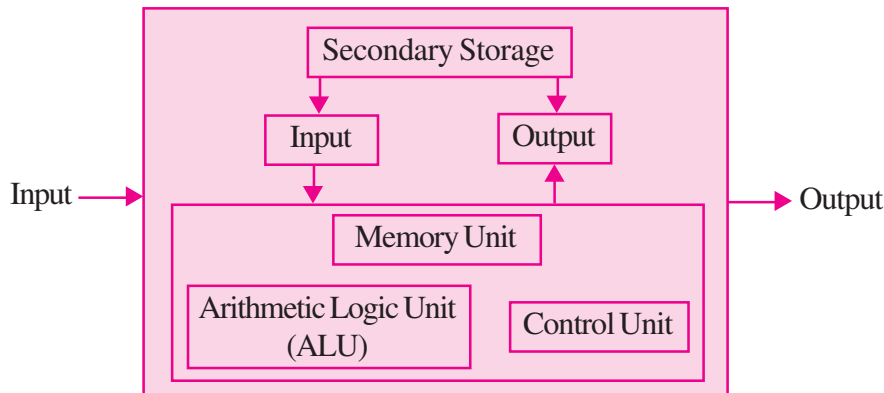 Secondary Storage
Input
Output
Input
Output
Memory Unit
Arithmetic Logic Unit
(ALU)
Control Unit